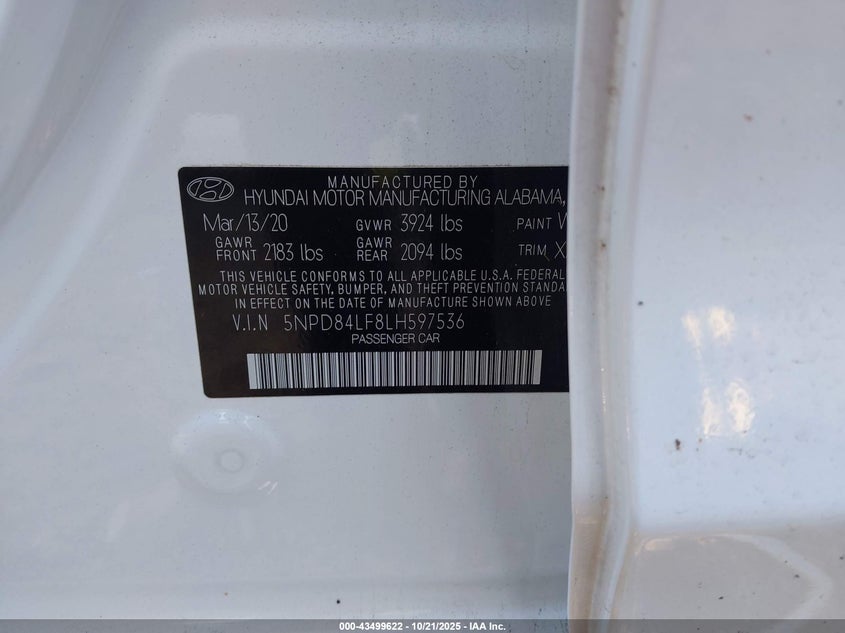 MANUFACTURED BY
HYUNDAI MOTOR MANUFACTURING ALABAMA,
Mar/13/20 GVWR 3924 lbs PAINT
GAWR FRONT 2183 lbs GAWR REAR 2094 lbs TRIM X
THIS VEHICLE CONFORMS TO ALL APPLICABLE U.S.A. FEDERAL
MOTOR VEHICLE SAFETY, BUMPER, AND THEFT PREVENTION STANDA
IN EFFECT ON THE DATE OF MANUFACTURE SHOWN ABOVE
V.I.N 5NPD84LF8LH597536
PASSENGER CAR
000-43499622 - 10/21/2025 - IAA Inc.